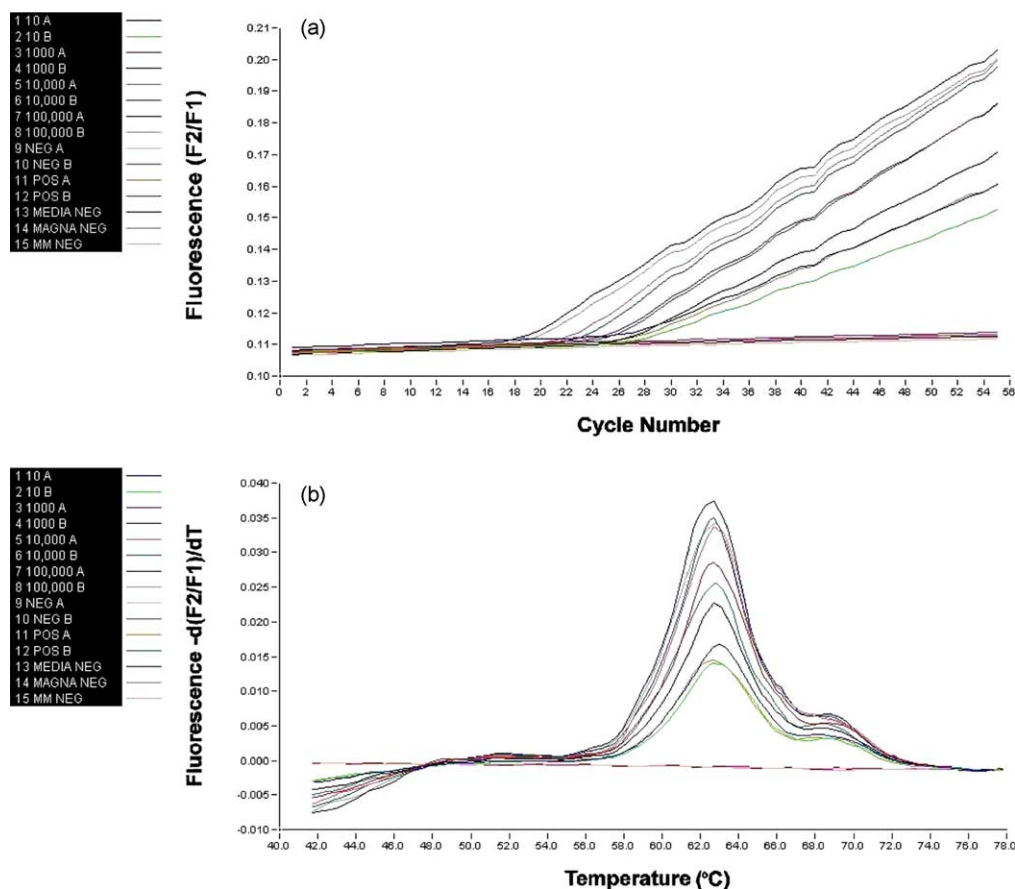 1 10 A
2 10 B
3 1000 A
4 1000 B
5 10,000 A
6 10,000 B
7 100,000 A
8 100,000 B
9 NEG A
10 NEG B
11 POS A
12 POS B
13 MEDIA NEG
14 MAGNA NEG
15 MM NEG
(a)
Fluorescence (F2/F1)
0.21
0.20
0.19
0.18
0.17
0.16
0.15
0.14
0.13
0.12
0.11
0.10
0 2 4 6 8 10 12 14 16 18 20 22 24 26 28 30 32 34 36 38 40 42 44 46 48 50 52 54 56
Cycle Number
1 10 A
2 10 B
3 1000 A
4 1000 B
5 10,000 A
6 10,000 B
7 100,000 A
8 100,000 B
9 NEG A
10 NEG B
11 POS A
12 POS B
13 MEDIA NEG
14 MAGNA NEG
15 MM NEG
(b)
Fluorescence -d(F2/F1)/dT
0.040
0.035
0.030
0.025
0.020
0.015
0.010
0.005
0.000
-0.005
-0.010
40.0 42.0 44.0 46.0 48.0 50.0 52.0 54.0 56.0 58.0 60.0 62.0 64.0 66.0 68.0 70.0 72.0 74.0 76.0 78.0
Temperature (ºC)